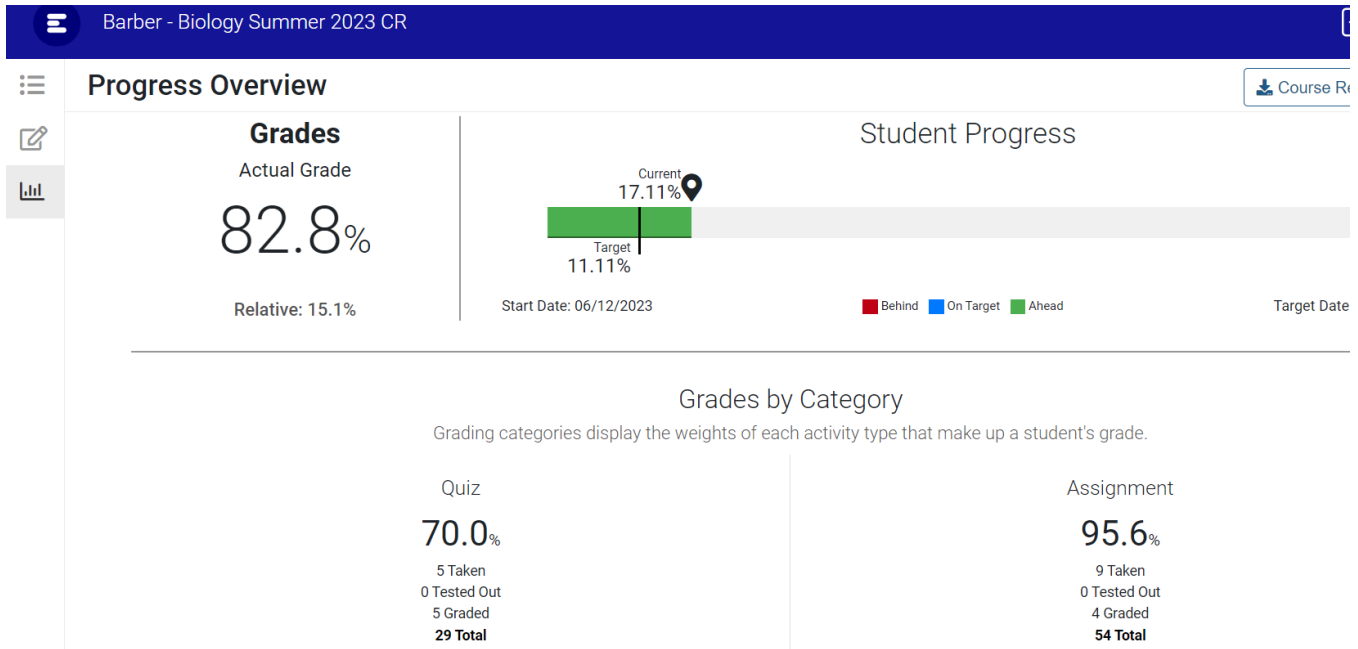 Barber - Biology Summer 2023 CR
Progress Overview
Course Re
Grades
Actual Grade
82.8%
Relative: 15.1%
Student Progress
Current
17.11%
Target
11.11%
Start Date: 06/12/2023
Behind On Target Ahead
Target Date
Grades by Category
Grading categories display the weights of each activity type that make up a student's grade.
Quiz
70.0%
5 Taken
0 Tested Out
5 Graded
29 Total
Assignment
95.6%
9 Taken
0 Tested Out
4 Graded
54 Total